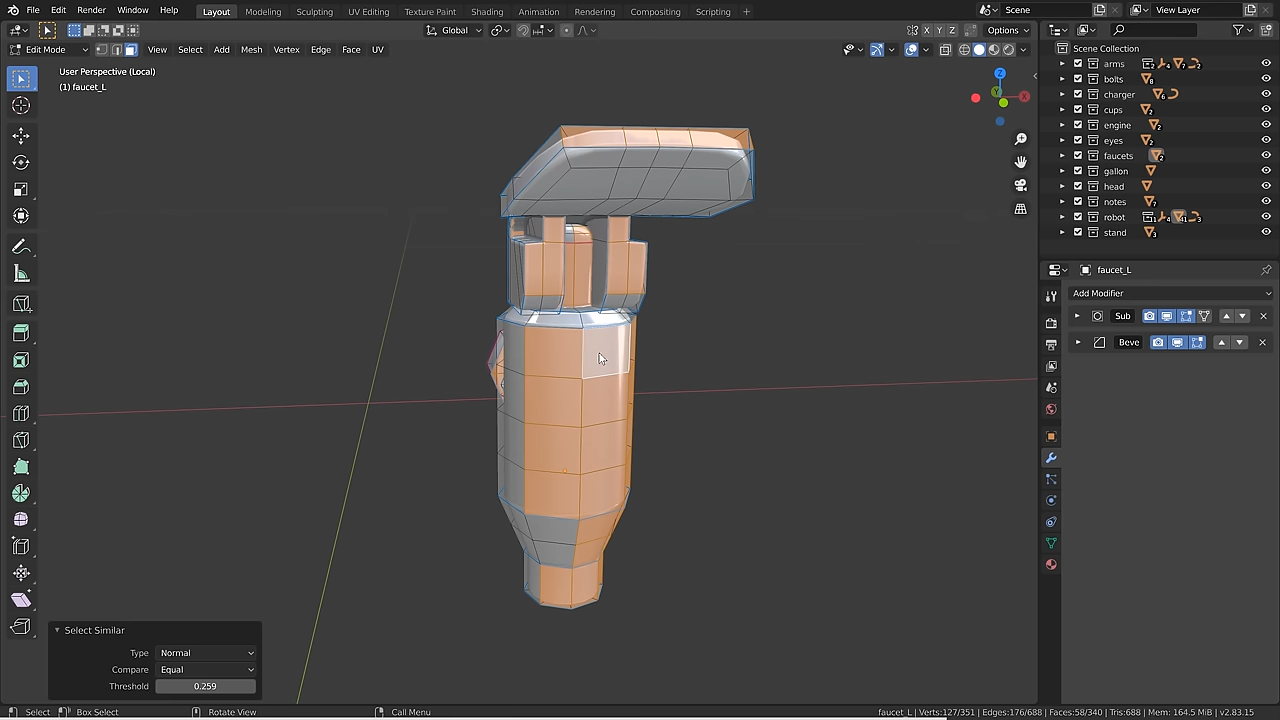 File Edit Render Window Help Layout Modeling Sculpting UV Editing Texture Paint Shading Animation Rendering Compositing Scripting + Scene View Layer
Global Options
X Y Z
Edit Mode View Select Add Mesh Vertex Edge Face UV
User Perspective (Local)
(1) faucet_L
Z
Y
X
Scene Collection
arms
bolts
charger
cups
engine
eyes
faucets
gallon
head
notes
robot
stand
faucet_L
Add Modifier
Sub
Beve
Select Similar
Type Normal
Compare Equal
Threshold 0.259
Select Box Select Rotate View Call Menu faucet_L | Verts:127/351 | Edges:176/688 | Faces:58/340 | Tris:688 | Mem: 164.5 MiB | v2.83.15